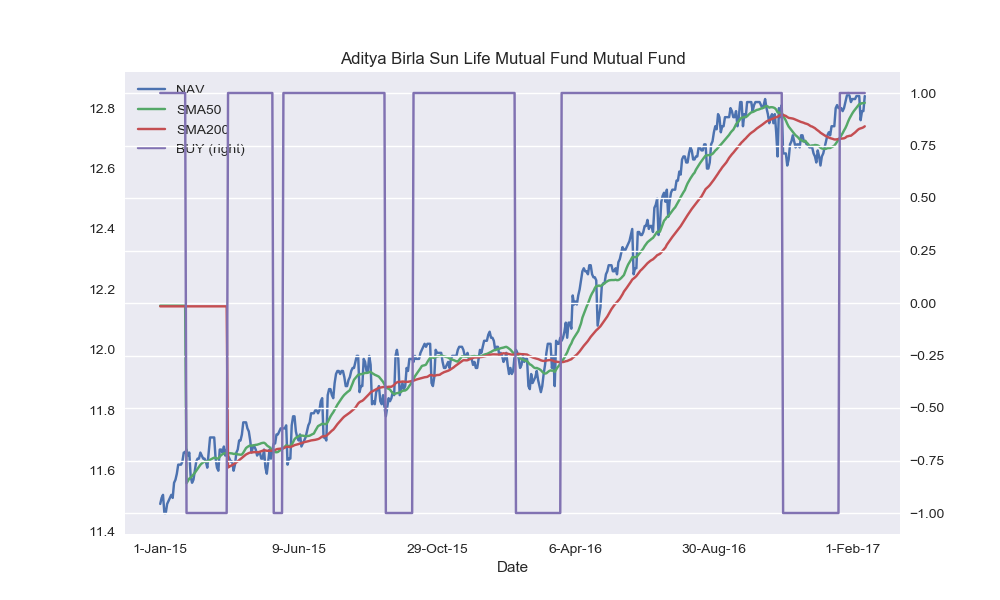 Aditya Birla Sun Life Mutual Fund Mutual Fund
NAV
SMA50
SMA200
BUY (right)
12.8
12.6
12.4
12.2
12.0
11.8
11.6
11.4
1.00
0.75
0.50
0.25
0.00
−0.25
−0.50
−0.75
−1.00
1-Jan-15
9-Jun-15
29-Oct-15
6-Apr-16
30-Aug-16
1-Feb-17
Date